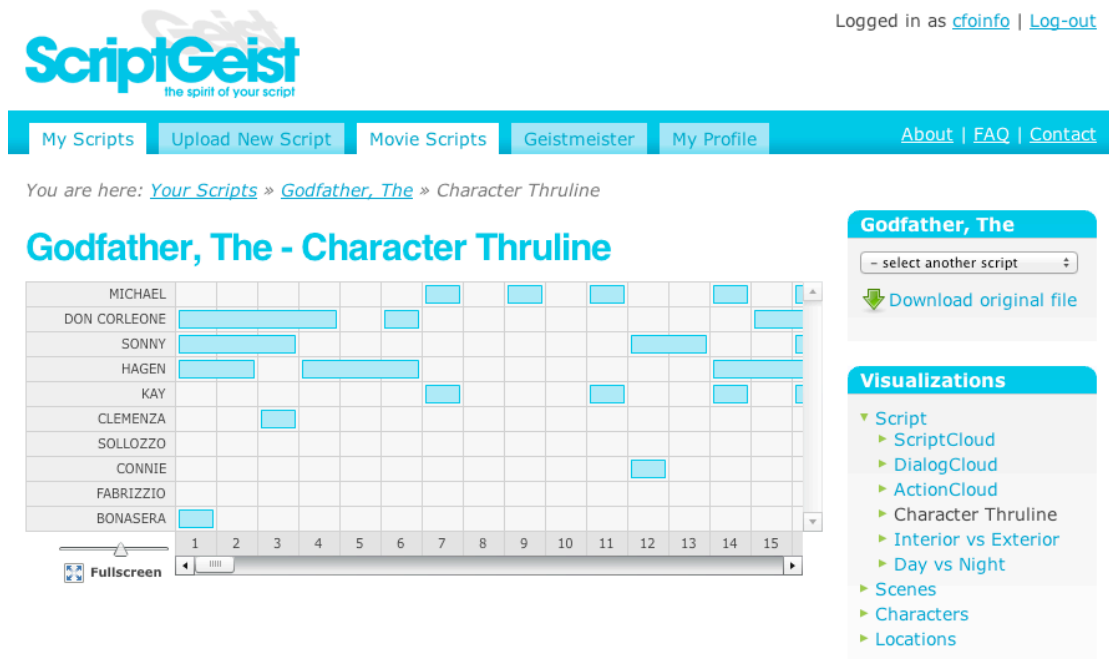 Logged in as cfoinfo | Log-out
ScriptGeist
the spirit of your script
My Scripts Upload New Script Movie Scripts Geistmeister My Profile About | FAQ | Contact
You are here: Your Scripts » Godfather, The » Character Thruline
Godfather, The - Character Thruline
MICHAEL
DON CORLEONE
SONNY
HAGEN
KAY
CLEMENZA
SOLLOZZO
CONNIE
FABRIZZIO
BONASERA
1 2 3 4 5 6 7 8 9 10 11 12 13 14 15
Fullscreen
Godfather, The
- select another script
Download original file
Visualizations
Script
ScriptCloud
DialogCloud
ActionCloud
Character Thruline
Interior vs Exterior
Day vs Night
Scenes
Characters
Locations